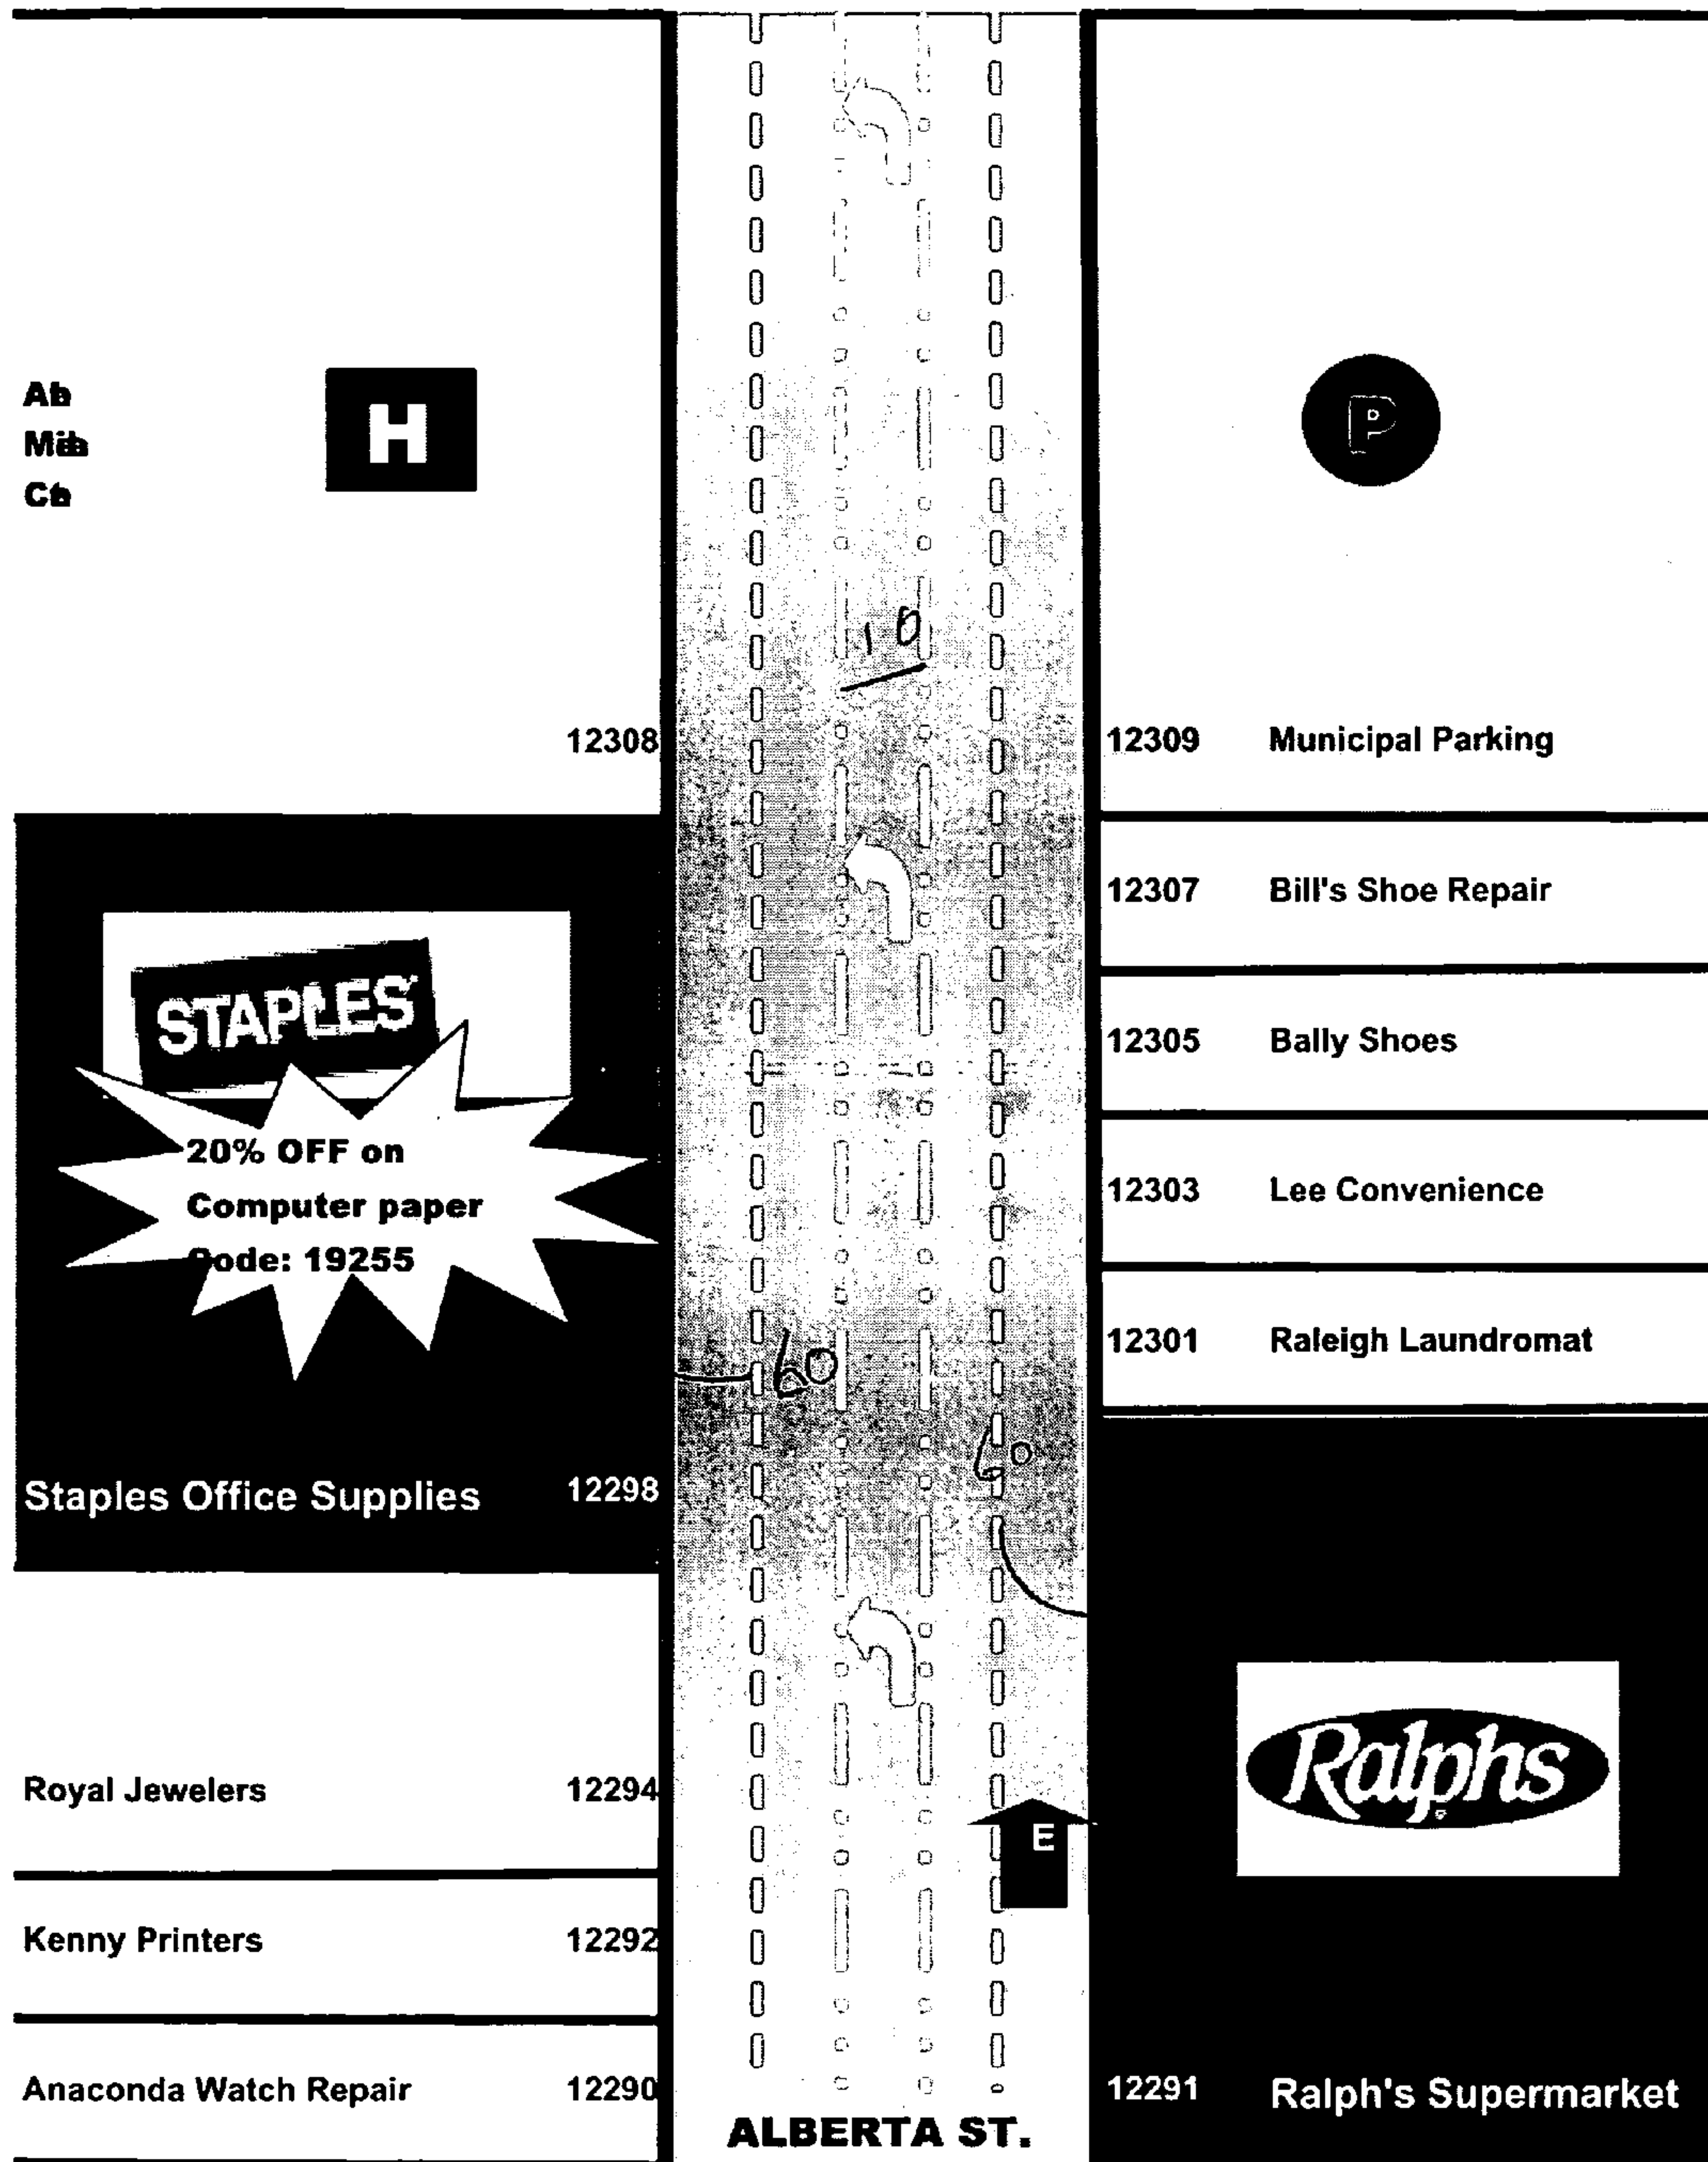 H
12308
STAPLES
20% OFF on
Computer paper
Code: 19255
Staples Office Supplies 12298
Royal Jewelers 12294
Kenny Printers 12292
Anaconda Watch Repair 12290
10
60
60
E
ALBERTA ST.
P
12309 Municipal Parking
12307 Bill's Shoe Repair
12305 Bally Shoes
12303 Lee Convenience
12301 Raleigh Laundromat
Ralphs
12291 Ralph's Supermarket